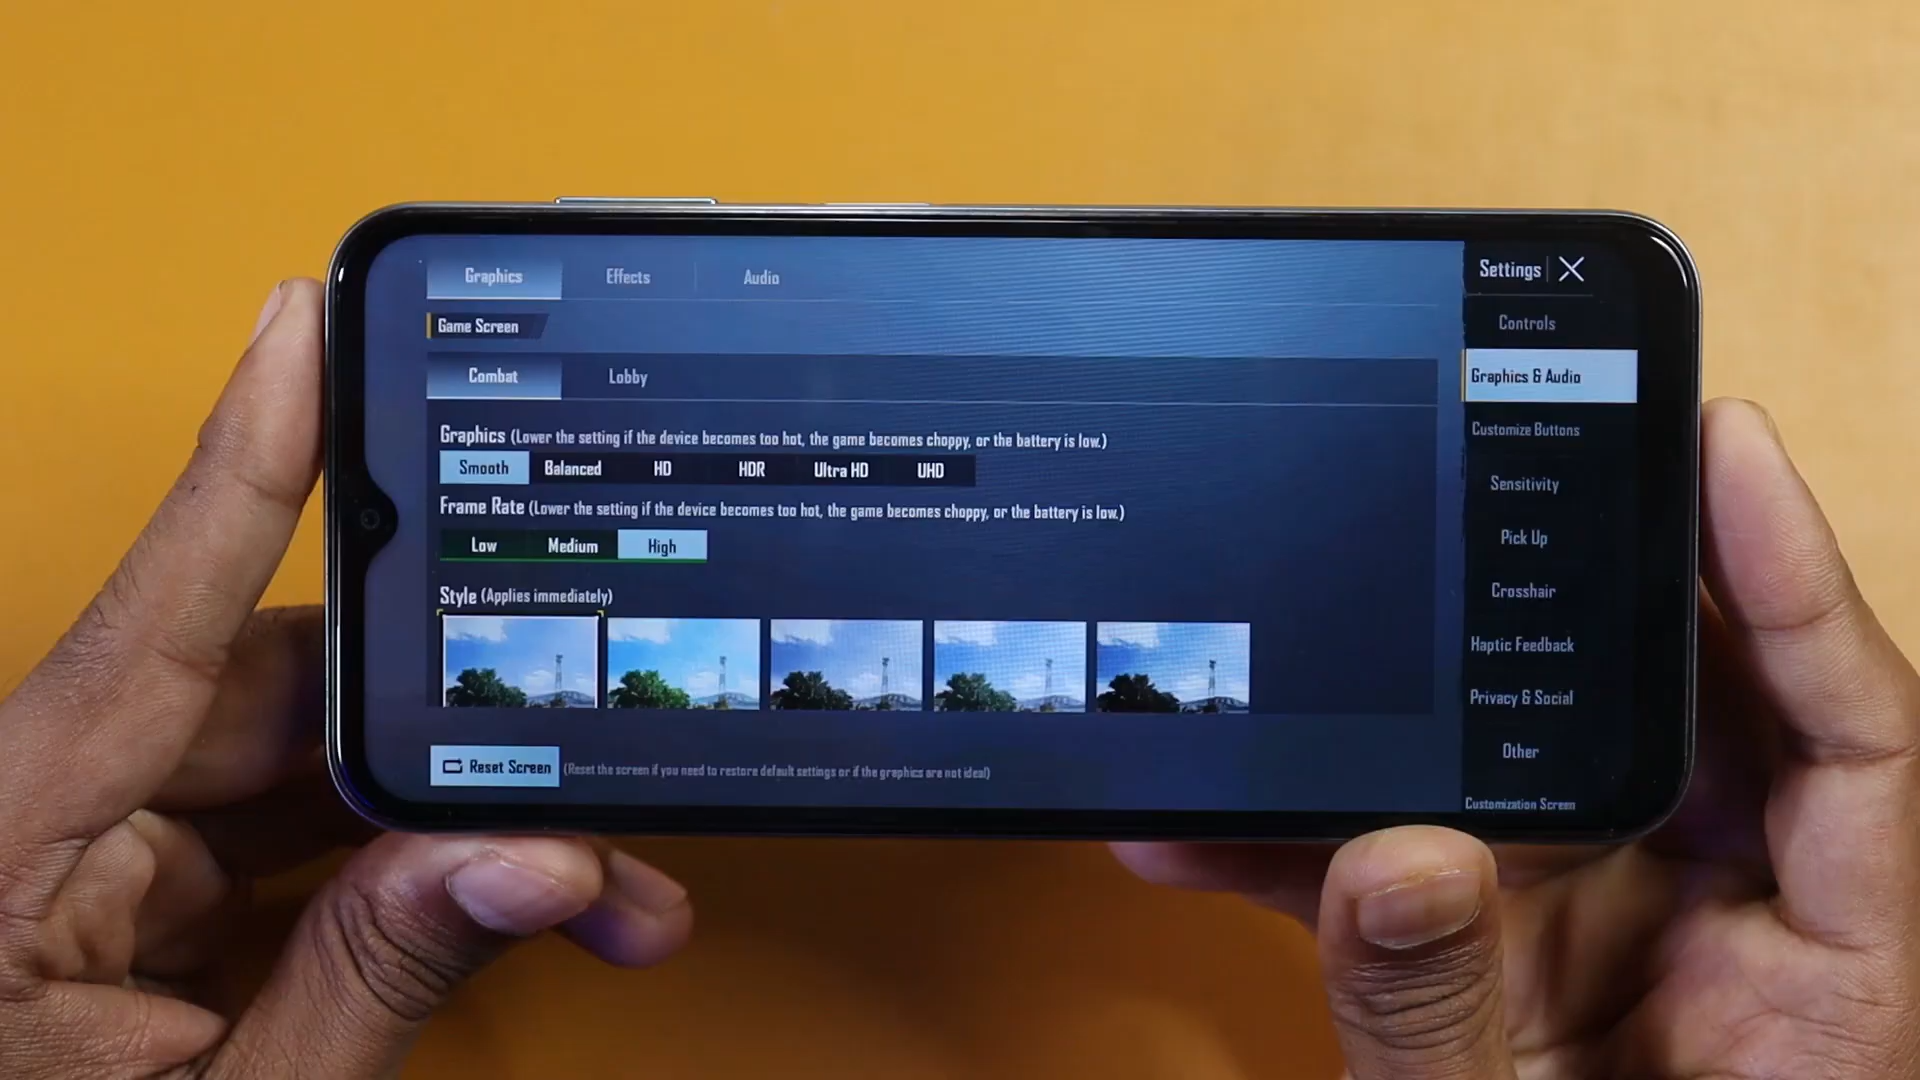 Graphics Effects Audio
Game Screen
Combat Lobby
Graphics (Lower the setting if the device becomes too hot, the game becomes choppy, or the battery is low.)
Smooth Balanced HD HDR Ultra HD UHD
Frame Rate (Lower the setting if the device becomes too hot, the game becomes choppy, or the battery is low.)
Low Medium High
Style (Applies immediately)
Reset Screen (Reset the screen if you need to restore default settings or if the graphics are not ideal)
Settings
Controls
Graphics & Audio
Customize Buttons
Sensitivity
Pick Up
Crosshair
Haptic Feedback
Privacy & Social
Other
Customization Screen